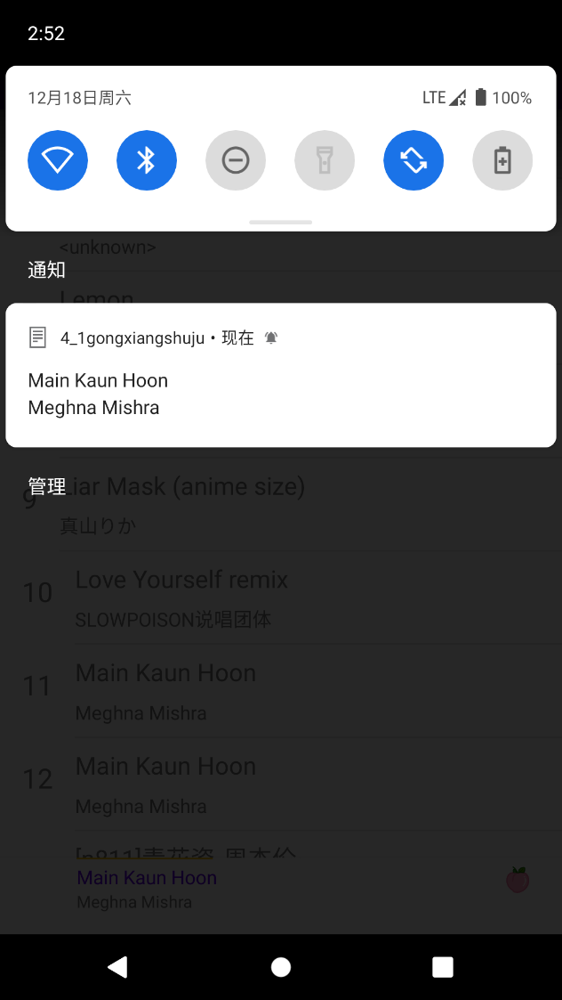 2:52
12月18日周六
LTE 100%
<unknown>
通知
Lemon
4_1gongxiangshuju • 现在
Main Kaun Hoon
Meghna Mishra
管理
9 Liar Mask (anime size)
真山りか
10 Love Yourself remix
SLOWPOISON说唱团体
11 Main Kaun Hoon
Meghna Mishra
12 Main Kaun Hoon
Meghna Mishra
Main Kaun Hoon
Meghna Mishra